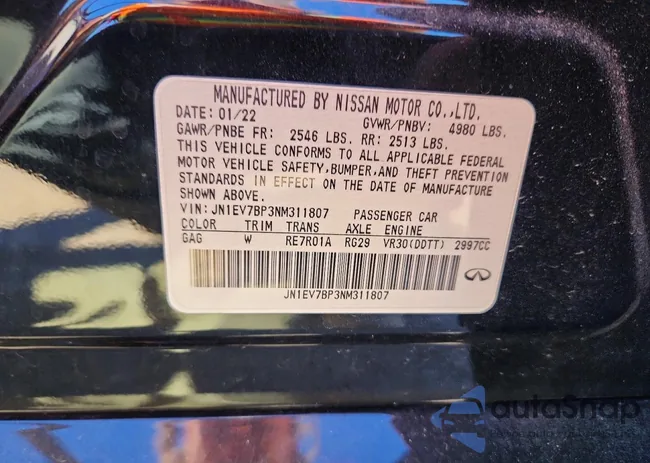 MANUFACTURED BY NISSAN MOTOR CO.,LTD.
DATE: 01/22 GVWR/PNBV: 4980 LBS.
GAWR/PNBE FR: 2546 LBS. RR: 2513 LBS.
THIS VEHICLE CONFORMS TO ALL APPLICABLE FEDERAL
MOTOR VEHICLE SAFETY,BUMPER,AND THEFT PREVENTION
STANDARDS IN EFFECT ON THE DATE OF MANUFACTURE
SHOWN ABOVE.
VIN: JN1EV7BP3NM311807 PASSENGER CAR
COLOR TRIM TRANS AXLE ENGINE
GAG W RE7R01A RG29 VR30(DDTT) 2997CC
JN1EV7BP3NM311807
autoSnap